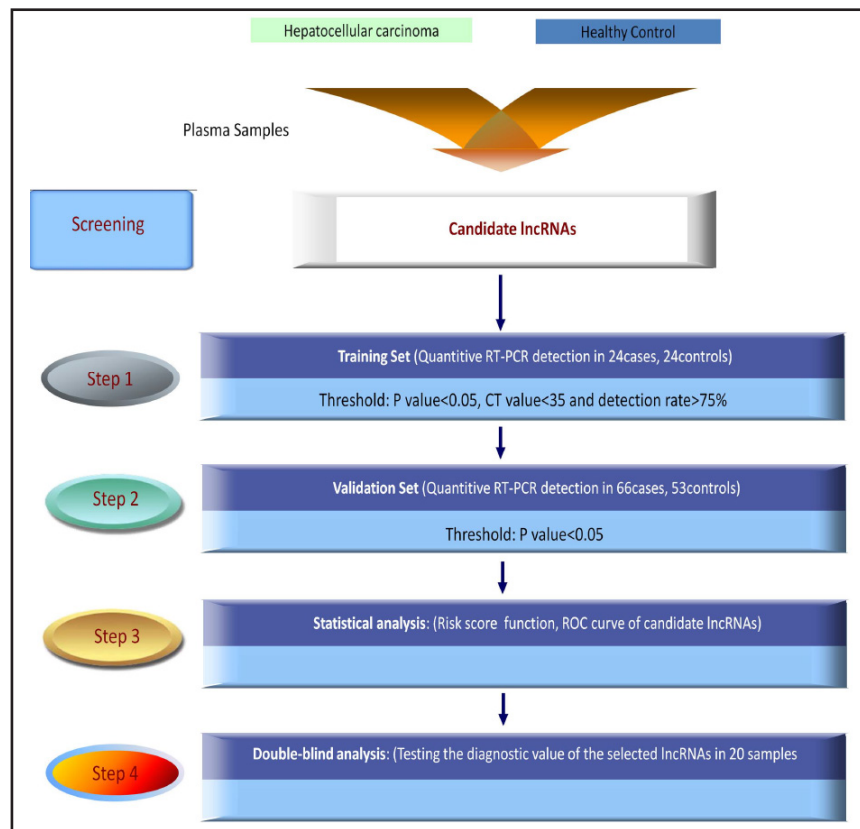 Hepatocellular carcinoma
Healthy Control
Plasma Samples
Screening
Candidate lncRNAs
Step 1
Training Set (Quantitive RT-PCR detection in 24cases, 24controls)
Threshold: P value<0.05, CT value<35 and detection rate>75%
Step 2
Validation Set (Quantitive RT-PCR detection in 66cases, 53controls)
Threshold: P value<0.05
Step 3
Statistical analysis: (Risk score function, ROC curve of candidate lncRNAs)
Step 4
Double-blind analysis: (Testing the diagnostic value of the selected lncRNAs in 20 samples